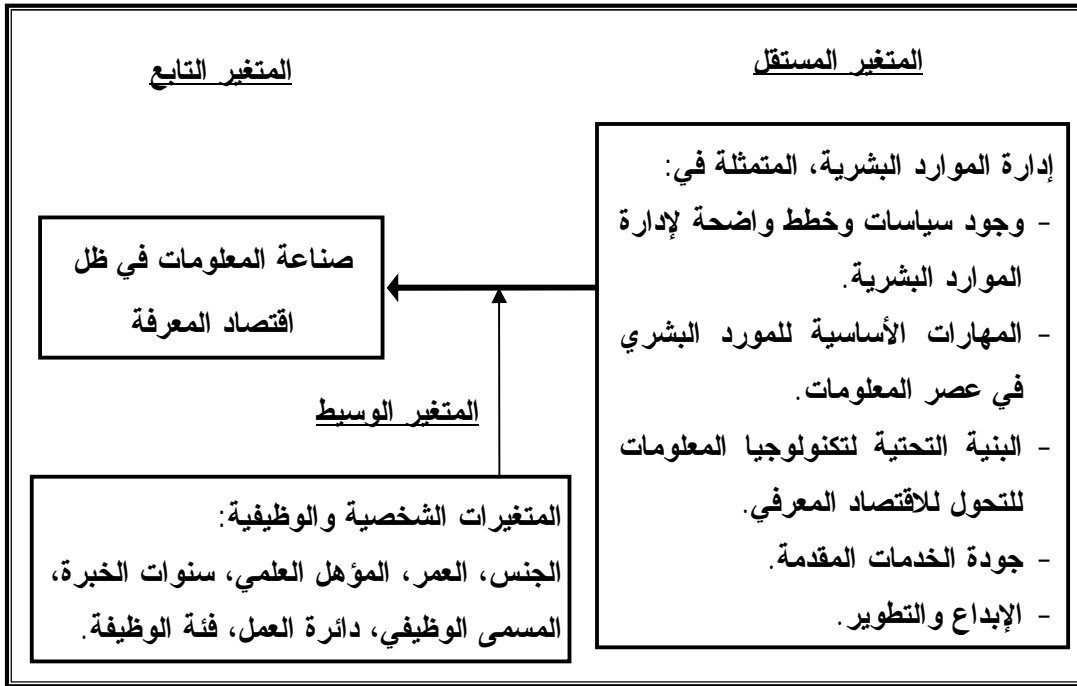 المتغير المستقل
المتغير التابع
إدارة الموارد البشرية، المتمثلة في:
- وجود سياسات وخطط واضحة لإدارة
الموارد البشرية.
- المهارات الأساسية للمورد البشري
في عصر المعلومات.
- البنية التحتية لتكنولوجيا المعلومات
للتحول للاقتصاد المعرفي.
- جودة الخدمات المقدمة.
- الإبداع والتطوير.
صناعة المعلومات في ظل
اقتصاد المعرفة
المتغير الوسيط
المتغيرات الشخصية والوظيفية:
الجنس، العمر، المؤهل العلمي، سنوات الخبرة،
المسمى الوظيفي، دائرة العمل، فئة الوظيفة.